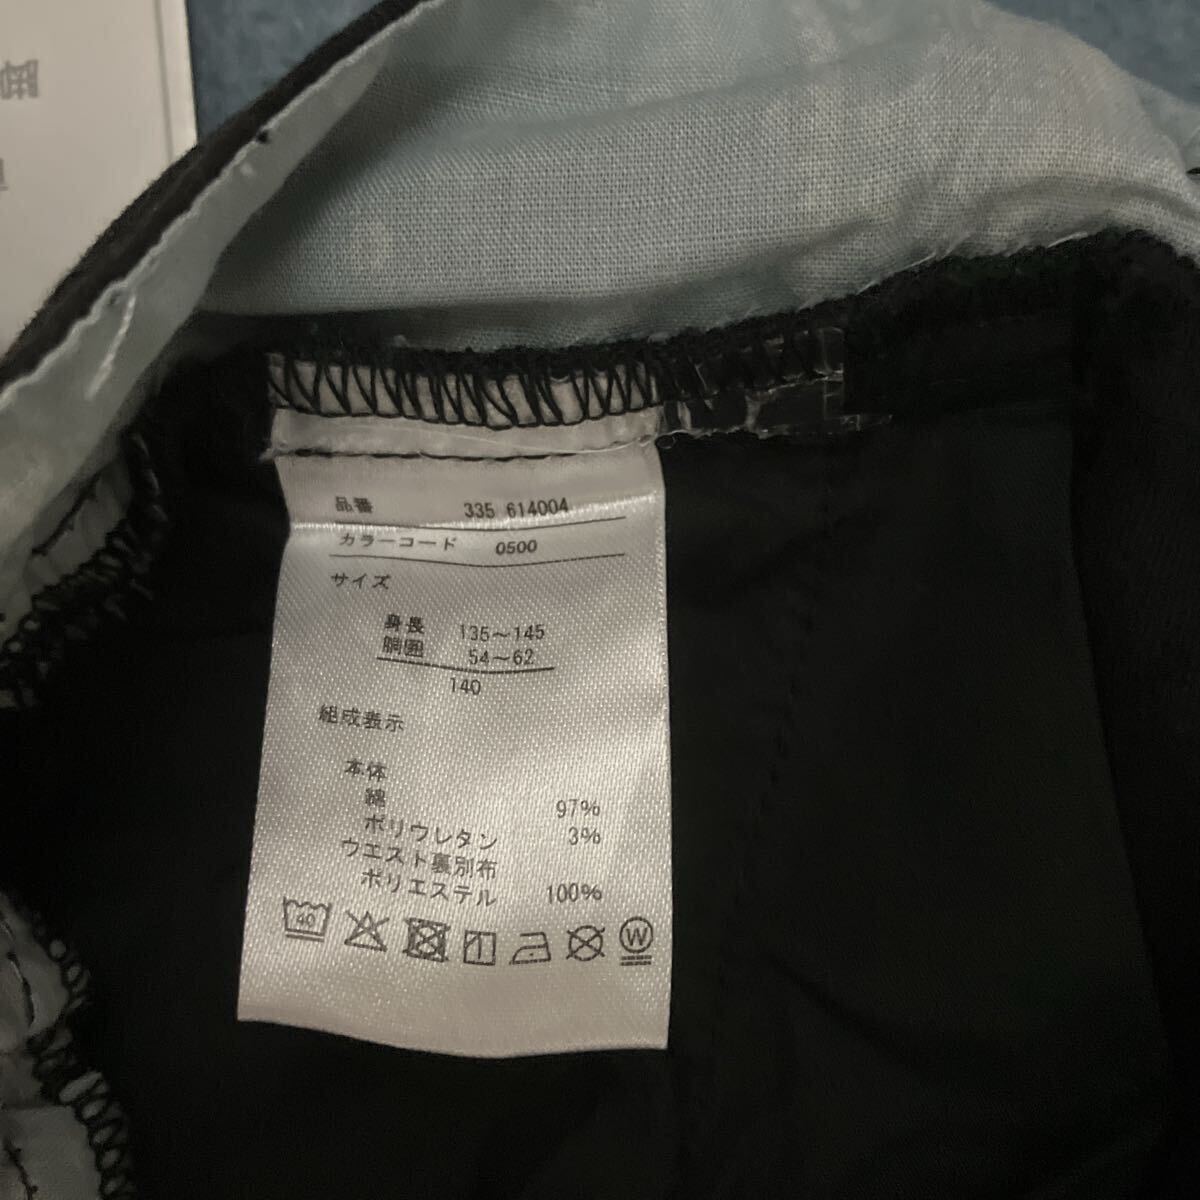 品番 335 614004
カラーコード 0500
サイズ
身長 135～145
胴囲 54～62
140
組成表示
本体
綿 97%
ポリウレタン 3%
ウエスト裏別布
ポリエステル 100%
40 W